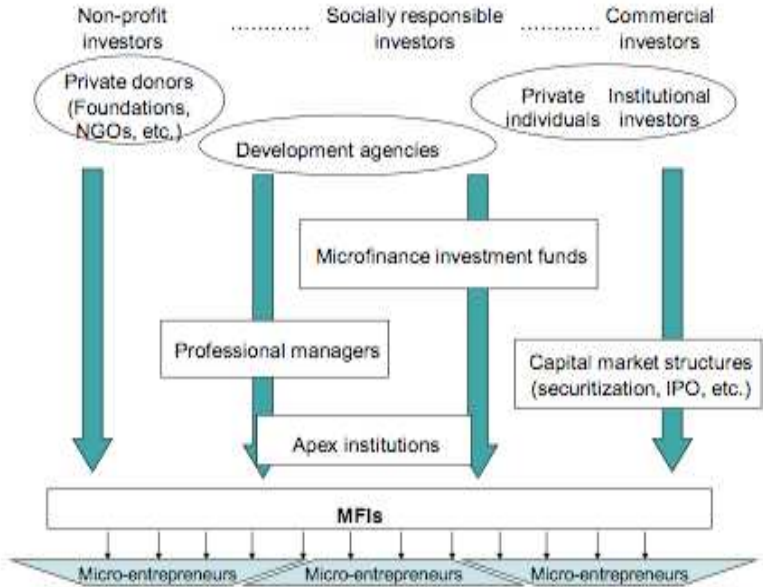 Non-profit investors
Socially responsible investors
Commercial investors
Private donors
(Foundations,
NGOs, etc,)
Development agencies
Private individuals
Institutional investors
Microfinance investment funds
Professional managers
Capital market structures
(securitization, IPO, etc.)
Apex institutions
MFIs
Micro-entrepreneurs
Micro-entrepreneurs
Micro-entrepreneurs